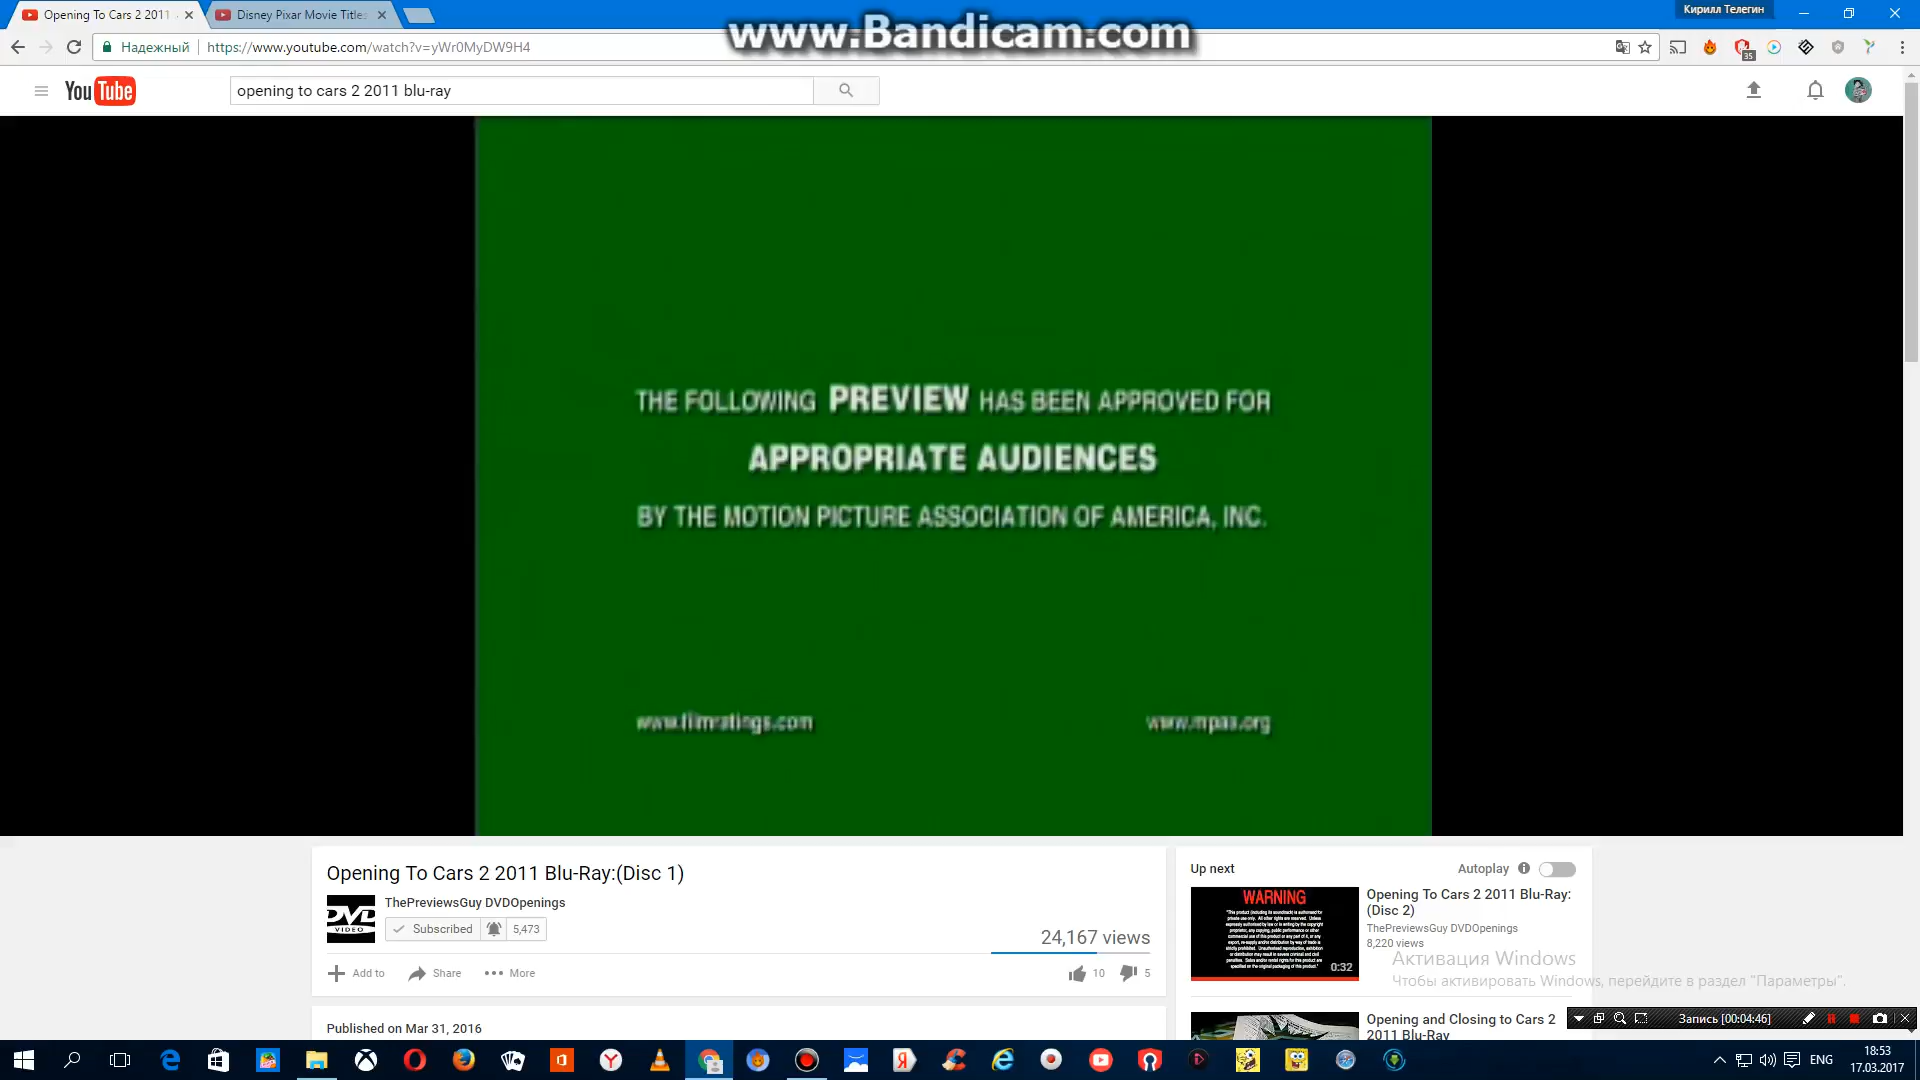 Opening To Cars 2 2011
Disney Pixar Movie Titles
www.Bandicam.com
Кирилл Телегин
Надежный
https://www.youtube.com/watch?v=yWr0MyDW9H4
35
YouTube
opening to cars 2 2011 blu-ray
THE FOLLOWING PREVIEW HAS BEEN APPROVED FOR
APPROPRIATE AUDIENCES
BY THE MOTION PICTURE ASSOCIATION OF AMERICA, INC.
www.filmratings.com
www.mpaa.org
Opening To Cars 2 2011 Blu-Ray:(Disc 1)
ThePreviewsGuy DVDOpenings
DVD
VIDEO
Subscribed
5,473
24,167 views
Add to
Share
More
10
5
Published on Mar 31, 2016
Up next
Autoplay
WARNING
0:32
Opening To Cars 2 2011 Blu-Ray:
(Disc 2)
ThePreviewsGuy DVDOpenings
8,220 views
Активация Windows
Чтобы активировать Windows, перейдите в раздел "Параметры".
Opening and Closing to Cars 2
2011 Blu-Ray
Запись [00:04:46]
ENG
18:53
17.03.2017